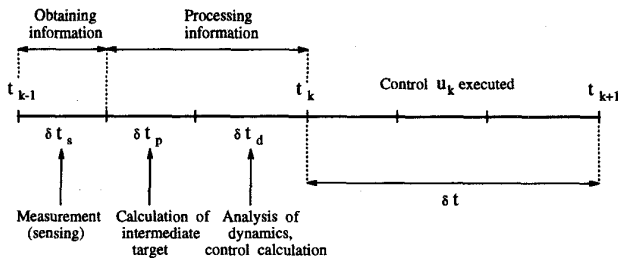 Obtaining
information
Processing
information
t k-1
t k
Control u k executed
t k+1
δ t s
δ t p
δ t d
δ t
Measurement
(sensing)
Calculation of
intermediate
target
Analysis of
dynamics,
control calculation